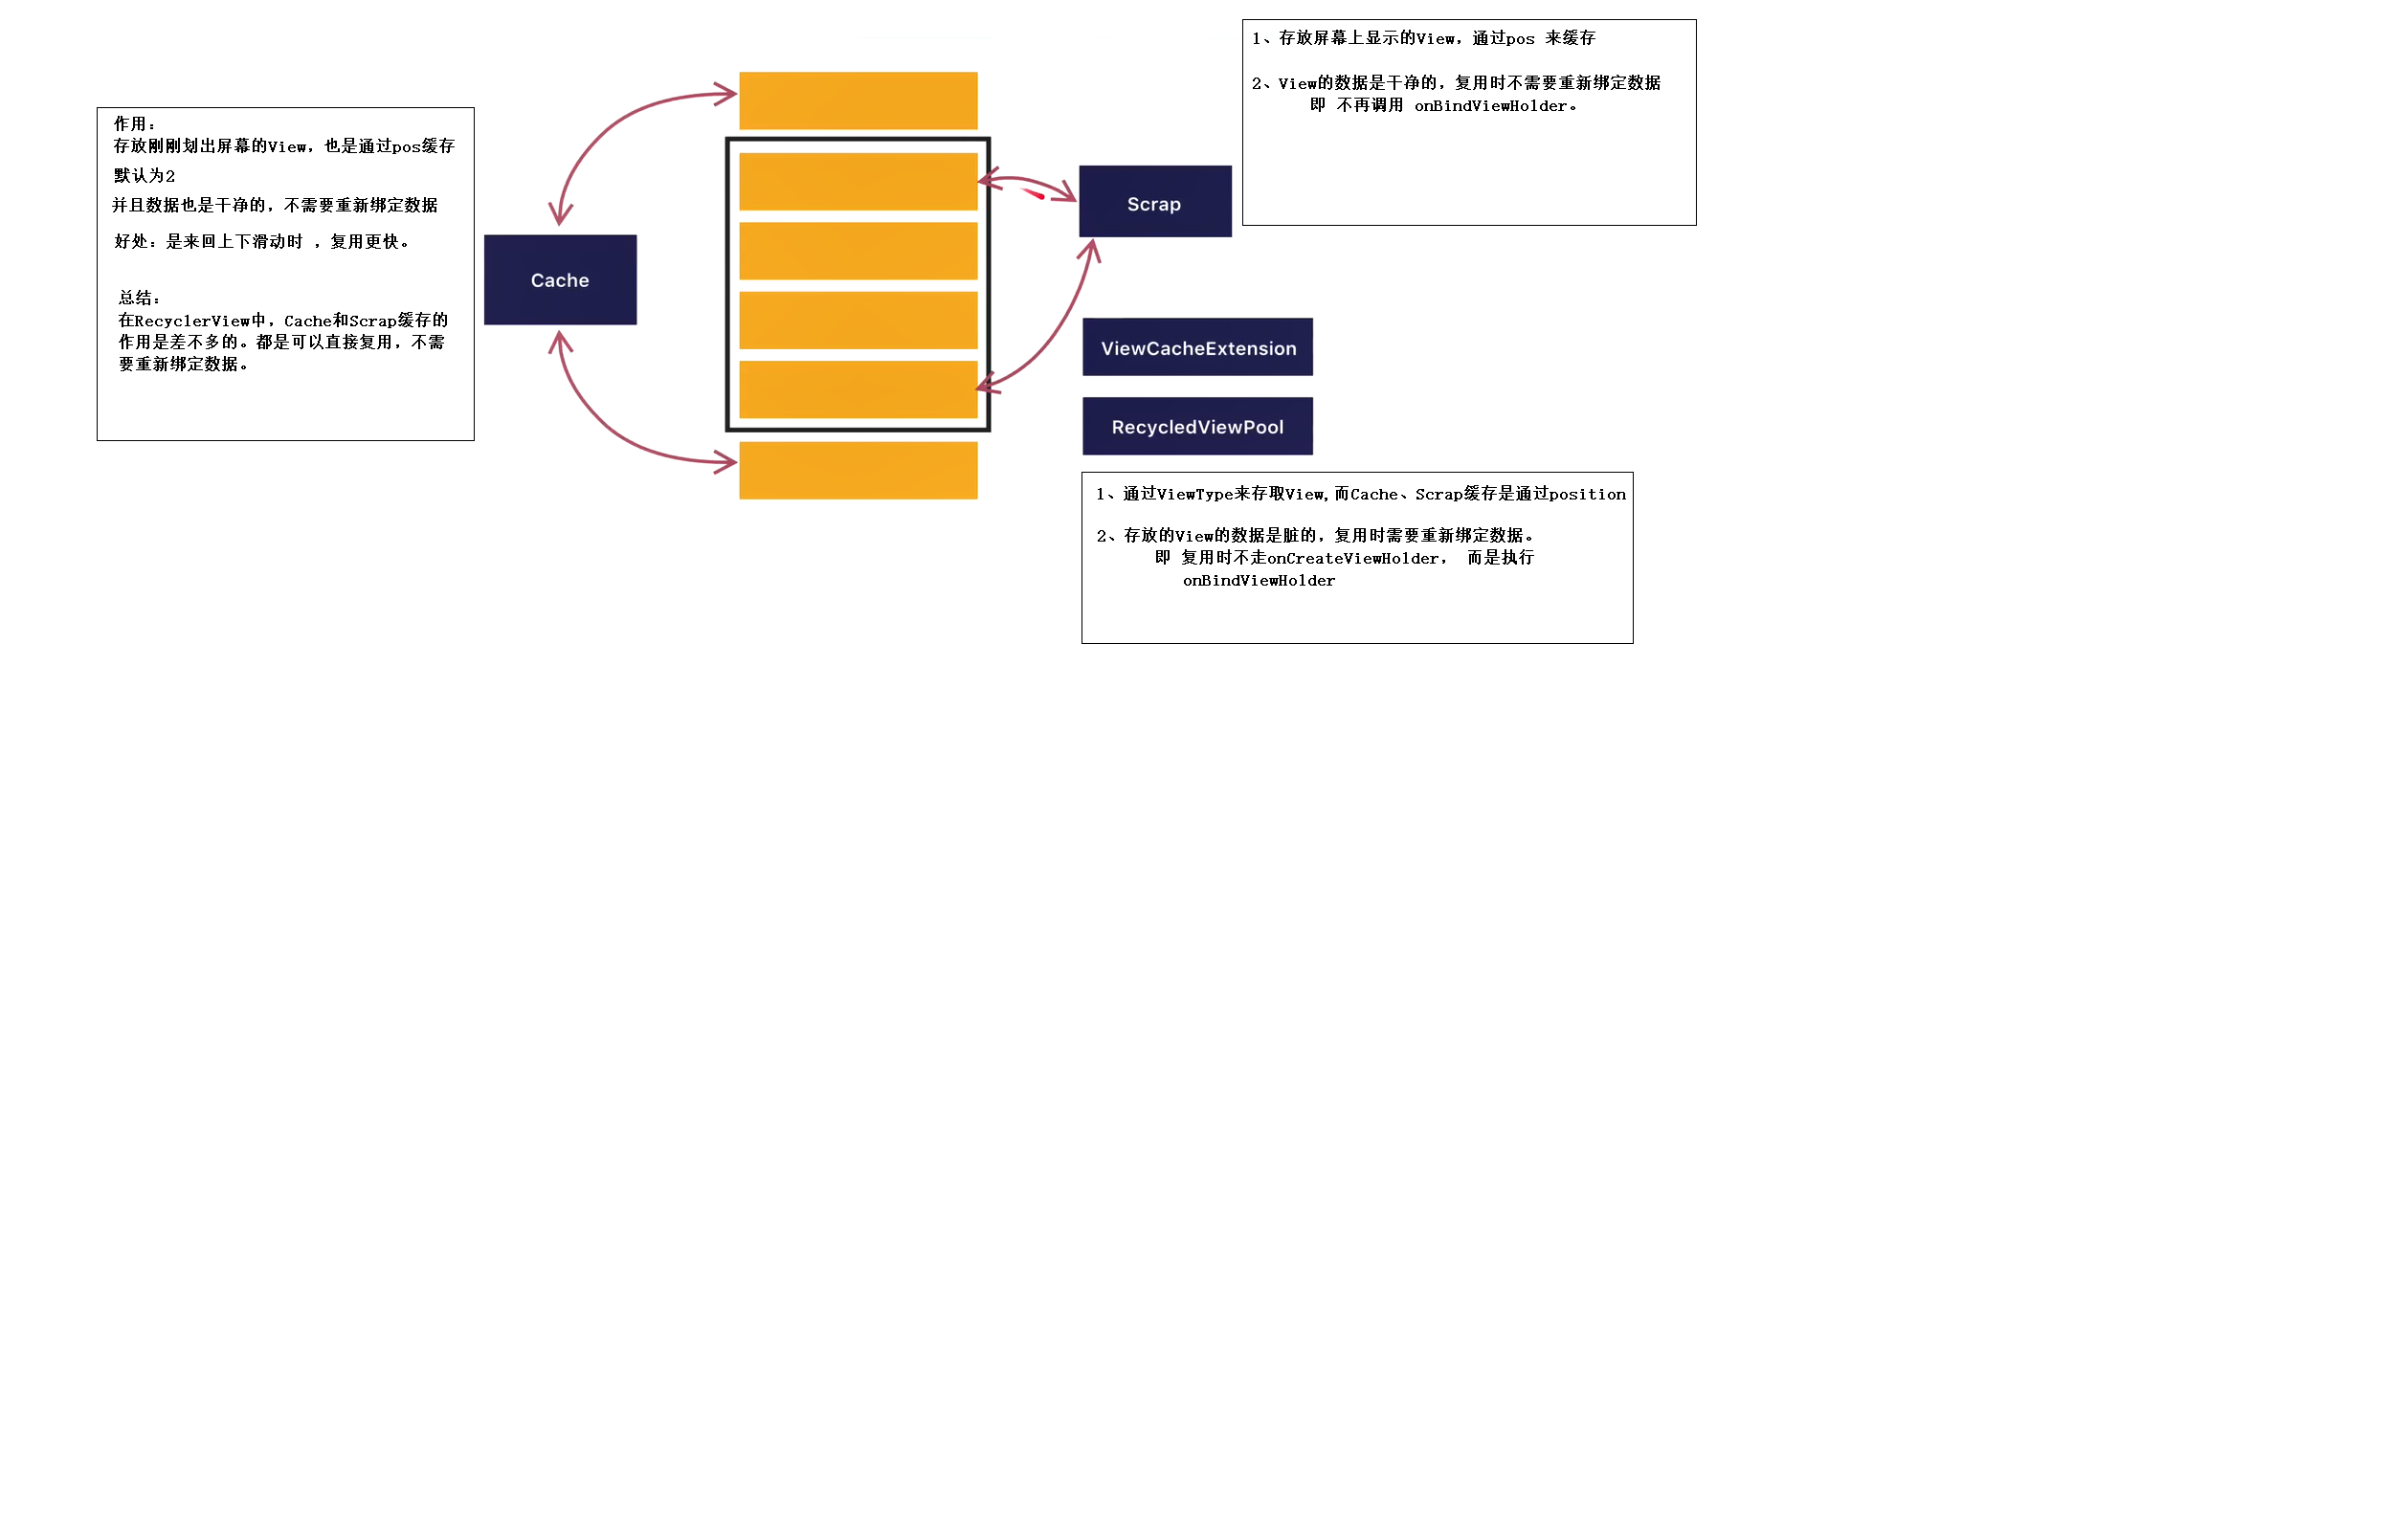 作用：
存放刚刚划出屏幕的View，也是通过pos缓存
默认为2
并且数据也是干净的，不需要重新绑定数据
好处：是来回上下滑动时 ，复用更快。
总结：
在RecyclerView中，Cache和Scrap缓存的
作用是差不多的。都是可以直接复用，不需
要重新绑定数据。
Cache
1、存放屏幕上显示的View，通过pos 来缓存
2、View的数据是干净的，复用时不需要重新绑定数据
即 不再调用 onBindViewHolder。
Scrap
ViewCacheExtension
RecycledViewPool
1、通过ViewType来存取View,而Cache、Scrap缓存是通过position
2、存放的View的数据是脏的，复用时需要重新绑定数据。
即 复用时不走onCreateViewHolder， 而是执行
onBindViewHolder